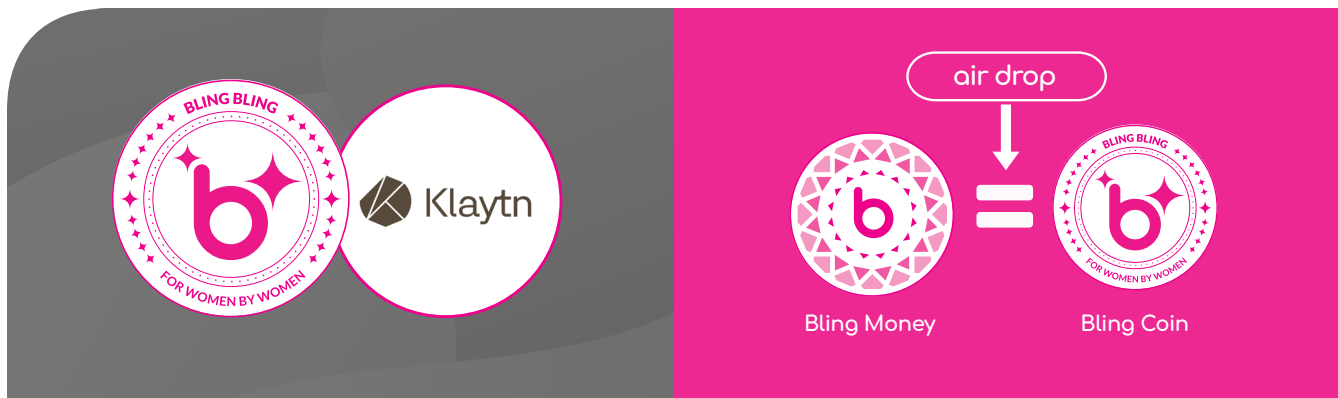 BLING BLING
b
FOR WOMEN BY WOMEN
Klaytn
air drop
b
BLING BLING
b
FOR WOMEN BY WOMEN
Bling Money
Bling Coin